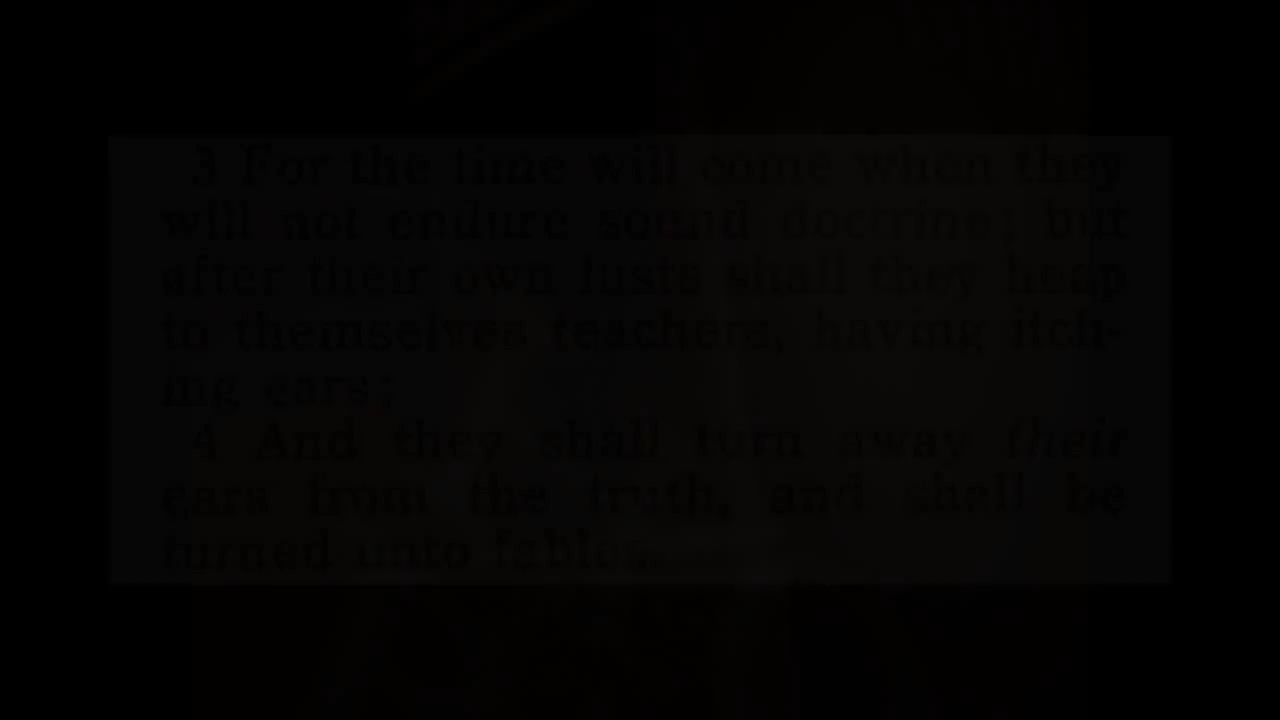 3 For the time will come when they
will not endure sound doctrine; but
after their own lusts shall they heap
to themselves teachers, having itch-
ing ears;
4 And they shall turn away their
ears from the truth, and shall be
turned unto fables.